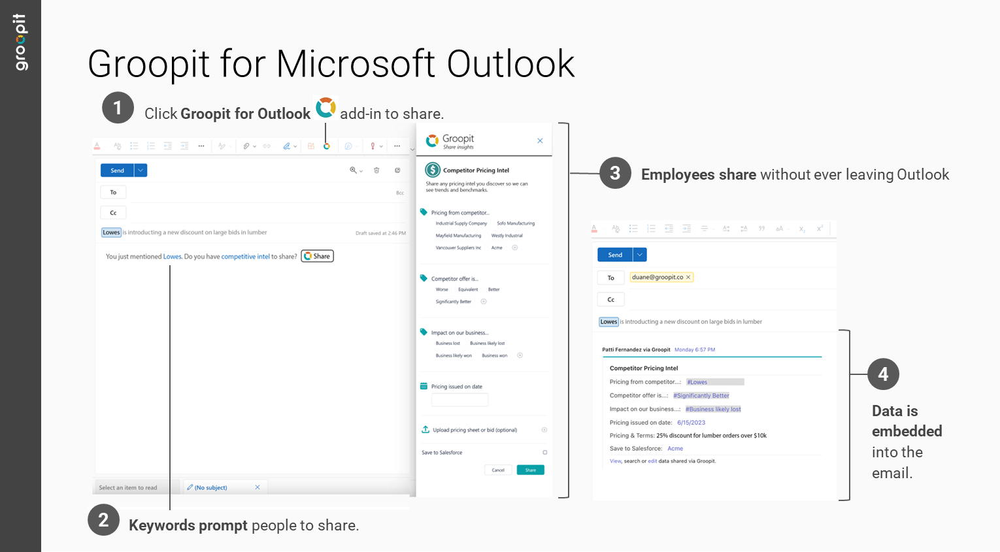 groopit
Groopit for Microsoft Outlook
1 Click Groopit for Outlook add-in to share.
Send
Bcc
To
Cc
Lowes is introducing a new discount on large bids in lumber
Draft saved at 2:46 PM
You just mentioned Lowes. Do you have competitive intel to share? Share
Select an item to read
(No subject)
2 Keywords prompt people to share.
Groopit
Share insights
Competitor Pricing Intel
Share any pricing intel you discover so we can
see trends and benchmarks.
Pricing from competitor...
Industrial Supply Company Sofo Manufacturing
Mayfield Manufacturing Westly Industrial
Vancouver Suppliers Inc Acme
Competitor offer is...
Worse Equivalent Better
Significantly Better
Impact on our business...
Business lost Business likely lost
Business likely won Business won
Pricing issued on date
Upload pricing sheet or bid (optional)
Save to Salesforce
Cancel Share
3 Employees share without ever leaving Outlook
Send
To duane@groopit.co
Cc
Lowes is introducing a new discount on large bids in lumber
Patti Fernandez via Groopit Monday 6:57 PM
Competitor Pricing Intel
Pricing from competitor...: #Lowes
Competitor offer is...: #Significantly Better
Impact on our business...: #Business likely lost
Pricing issued on date: 6/15/2023
Pricing & Terms: 25% discount for lumber orders over $10k
Save to Salesforce: Acme
View, search or edit data shared via Groopit.
4
Data is
embedded
into the
email.